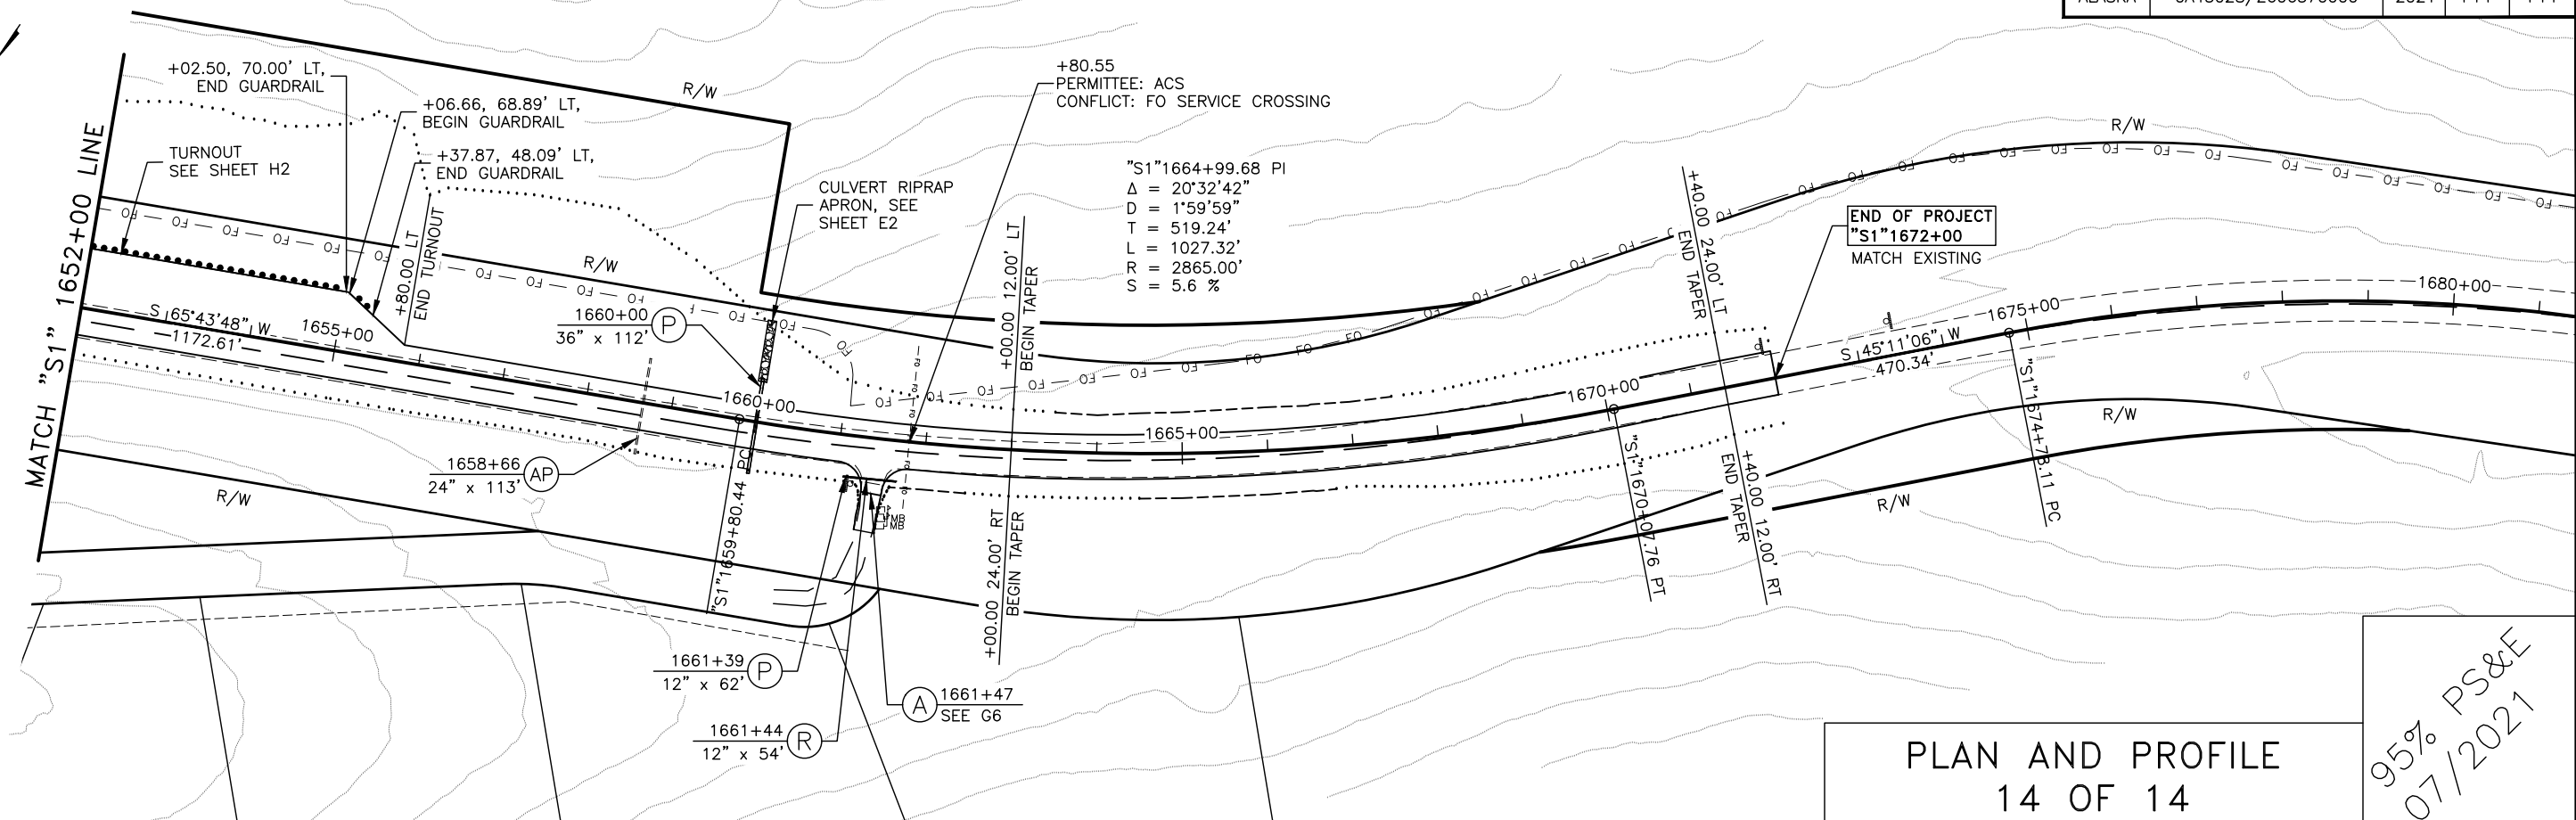 R/W
+02.50, 70.00' LT,
END GUARDRAIL
+06.66, 68.89' LT,
BEGIN GUARDRAIL
+37.87, 48.09' LT,
END GUARDRAIL
TURNOUT
SEE SHEET H2
MATCH "S1" 1652+00 LINE
+80.00 LT
END TURNOUT
+80.55
PERMITTEE: ACS
CONFLICT: FO SERVICE CROSSING
CULVERT RIPRAP
APRON, SEE
SHEET E2
"S1"1664+99.68 PI
Δ = 20°32'42"
D = 1°59'59"
T = 519.24'
L = 1027.32'
R = 2865.00'
S = 5.6 %
R/W
1660+00
36" x 112'
P
S 65°43'48" W
1172.61'
1655+00
1660+00
1665+00
1670+00
1675+00
1680+00
+00.00 12.00' LT
BEGIN TAPER
+00.00 24.00' RT
BEGIN TAPER
+40.00 24.00' LT
END TAPER
+40.00 12.00' RT
END TAPER
END OF PROJECT
"S1"1672+00
MATCH EXISTING
S 45°11'06" W
470.34'
R/W
R/W
R/W
R/W
1658+66
24" x 113'
AP
"S1"1659+80.44 PC
"S1"1670+07.76 PT
"S1"1674+78.11 PC
MB
MB
1661+39
12" x 62'
P
1661+44
12" x 54'
R
A
1661+47
SEE G6
PLAN AND PROFILE
14 OF 14
95% PS&E
07/2021